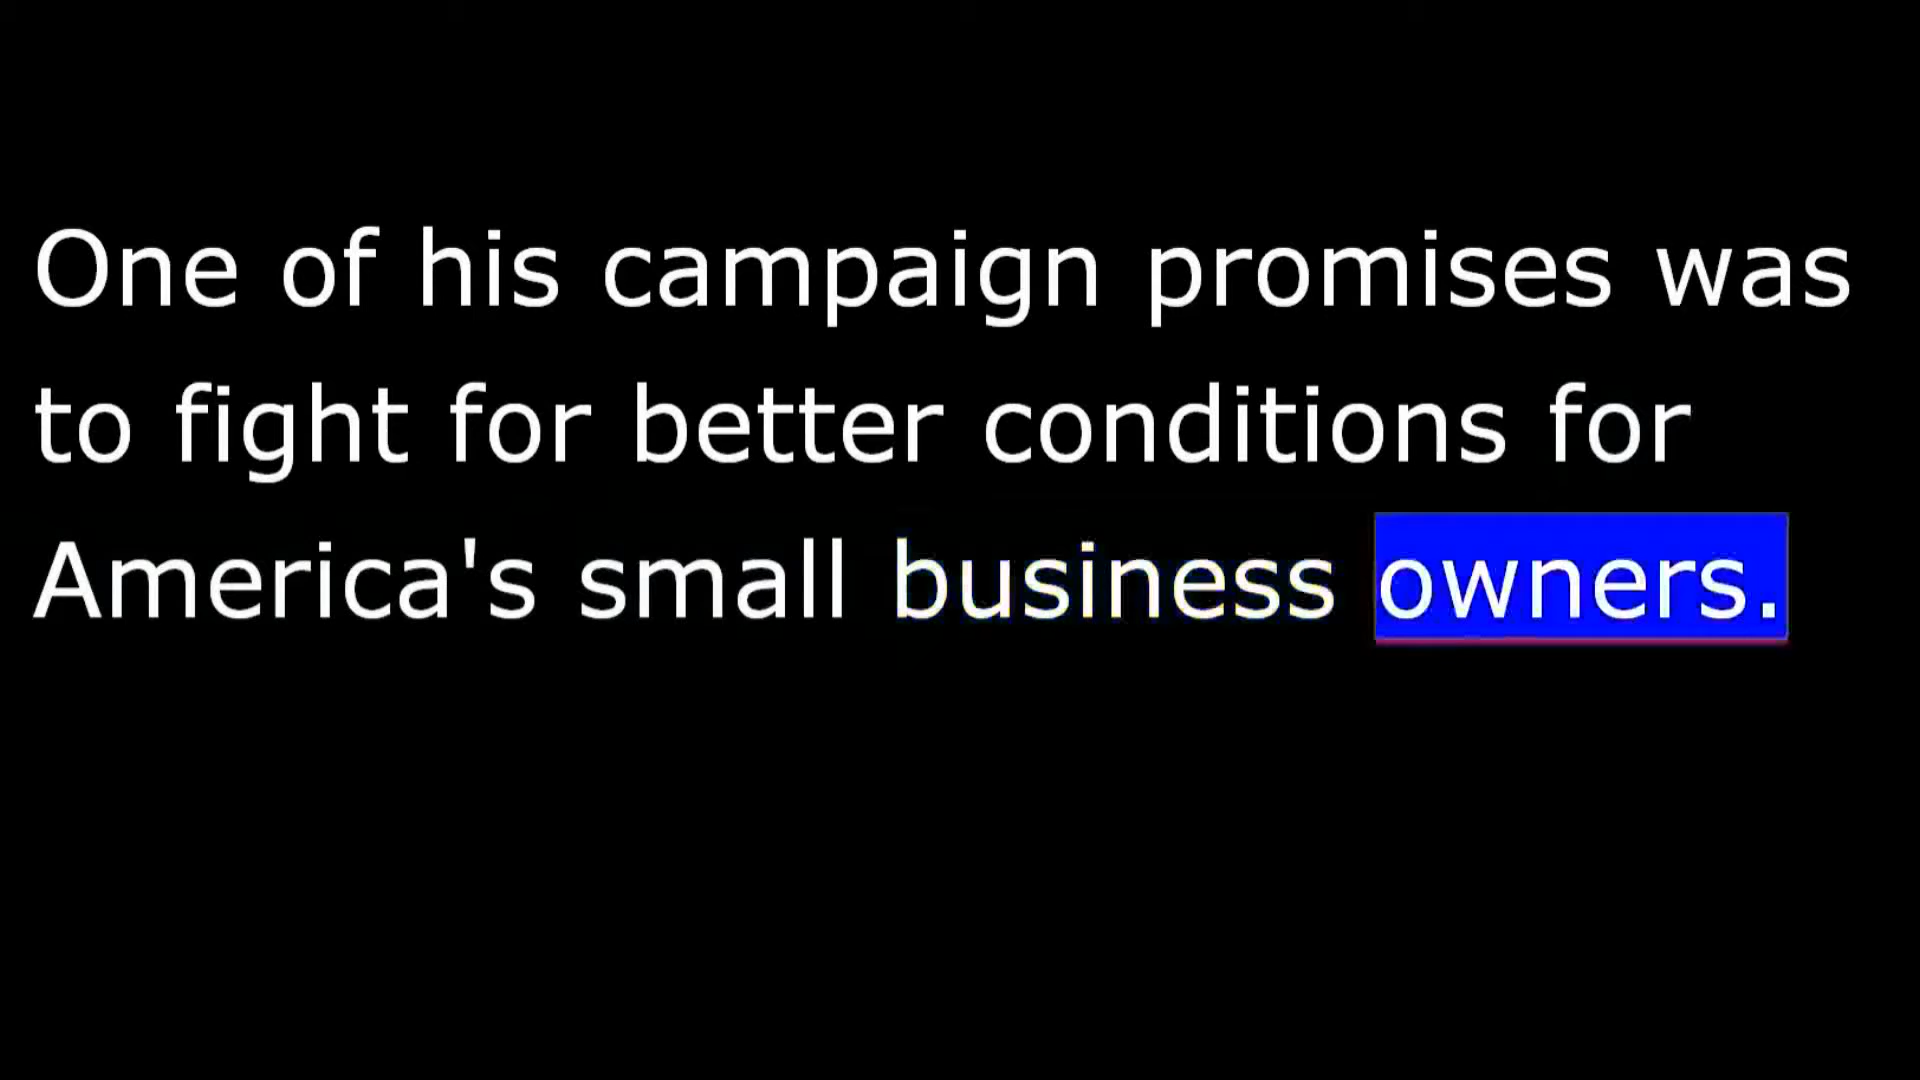 One of his campaign promises was
to fight for better conditions for
America's small business owners.